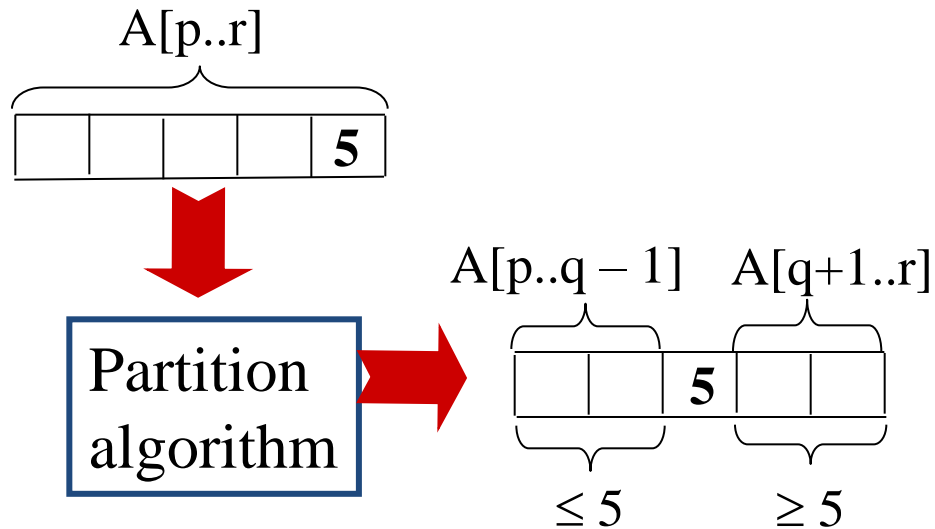 A[p..r]
5
Partition
algorithm
A[p..q – 1] A[q+1..r]
5
≤ 5 ≥ 5